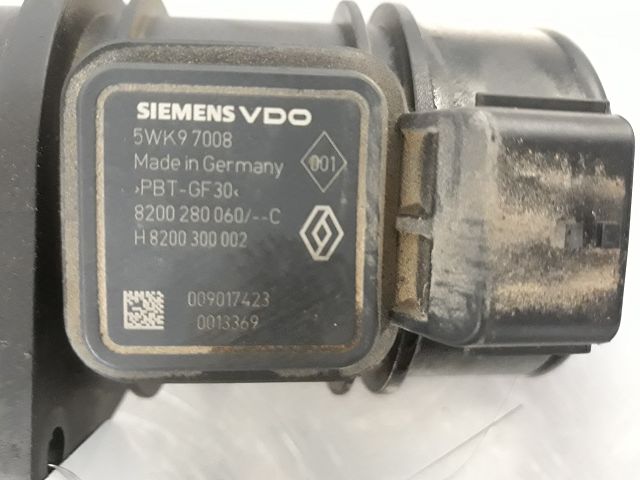 SIEMENS VDO
5WK9 7008
Made in Germany
001
>PBT-GF30<
8200 280 060/--C
H 8200 300 002
009017423
0013369